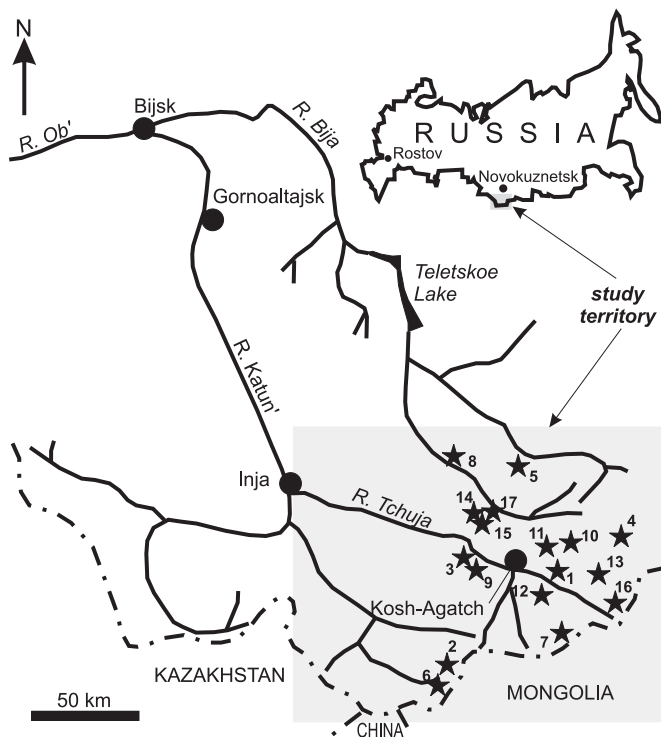 N
Bijsk
R. Ob'
R. Bija
RUSSIA
Rostov
Novokuznetsk
Gornoaltajsk
Teletskoe
Lake
study
territory
R. Katun'
8
5
Inja
R. Tchuja
14
17
15
4
11
10
3
9
1
13
12
16
Kosh-Agatch
7
2
6
KAZAKHSTAN
MONGOLIA
50 km
CHINA